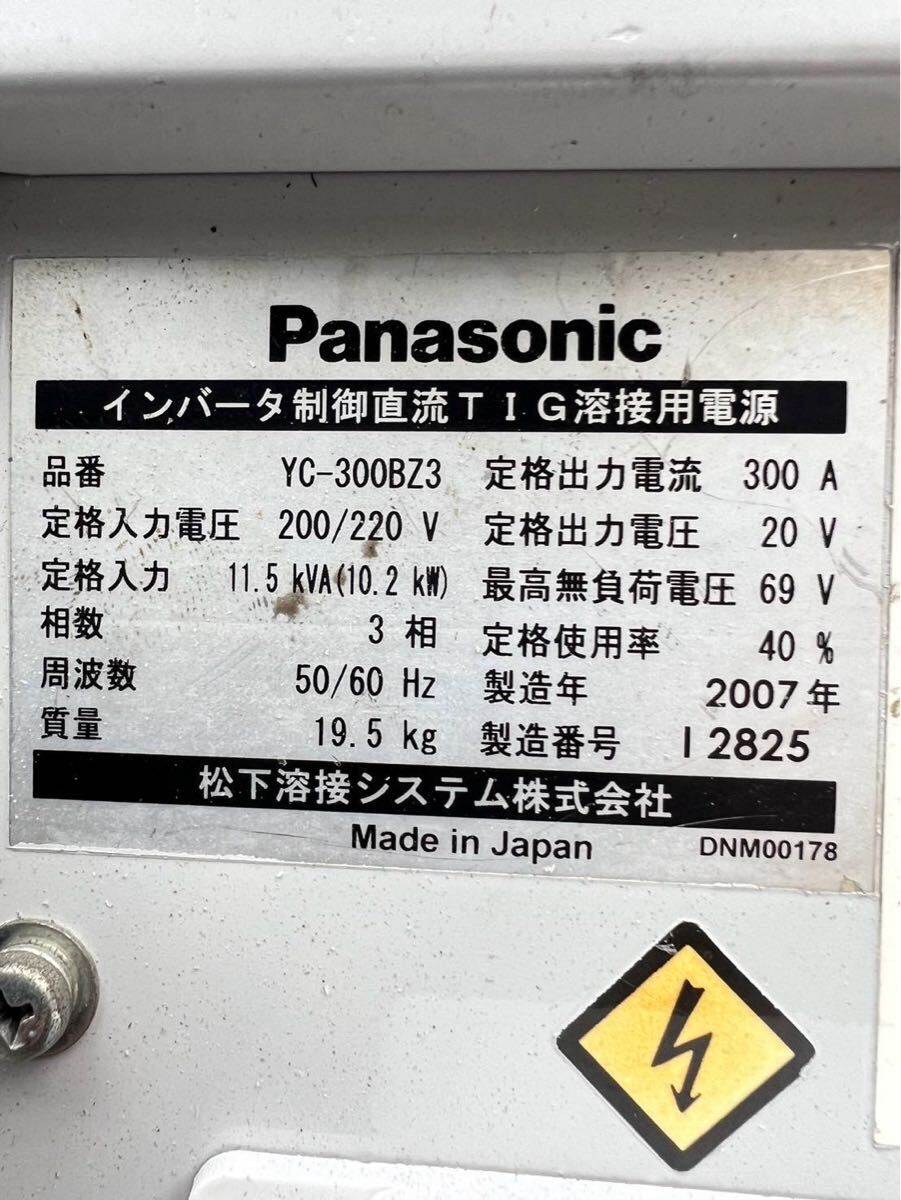 Panasonic
インバータ制御直流TIG溶接用電源
品番 YC-300BZ3 定格出力電流 300 A
定格入力電圧 200/220 V 定格出力電圧 20 V
定格入力 11.5 kVA(10.2 kW) 最高無負荷電圧 69 V
相数 3 相 定格使用率 40 %
周波数 50/60 Hz 製造年 2007年
質量 19.5 kg 製造番号 I 2825
松下溶接システム株式会社
Made in Japan DNM00178